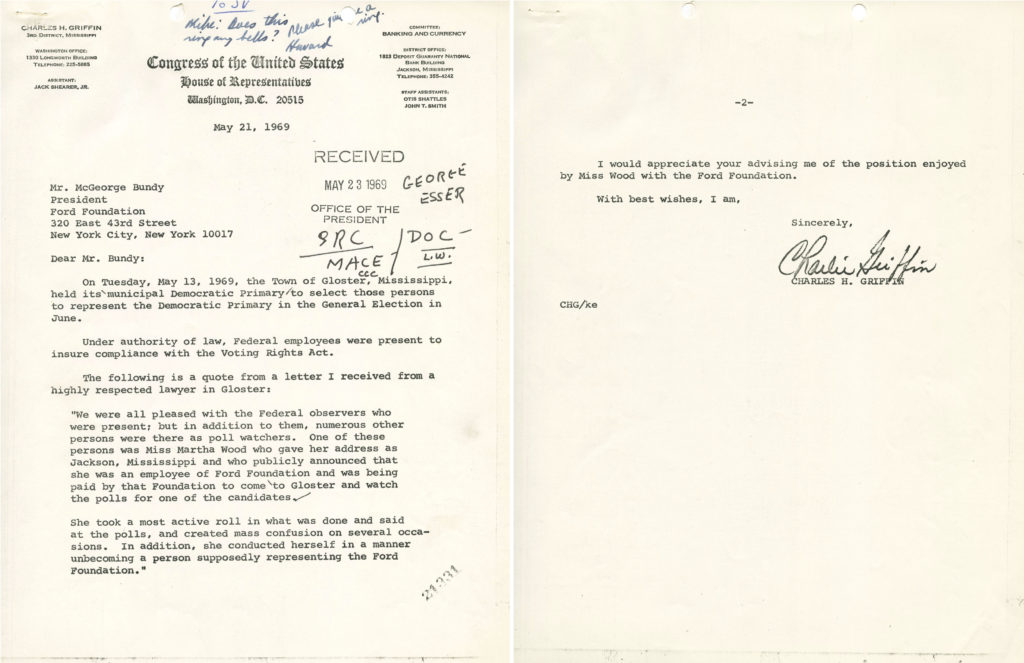 To SV
Mike: Does this
ring any bells?
Please give me a
ring.
Howard
CHARLES H. GRIFFIN
3RD DISTRICT, MISSISSIPPI
WASHINGTON OFFICE:
1330 LONGWORTH BUILDING
TELEPHONE: 225-5865
ASSISTANT:
JACK SHEARER, JR.
Congress of the United States
House of Representatives
Washington, D.C. 20515
COMMITTEE:
BANKING AND CURRENCY
DISTRICT OFFICE:
1823 DEPOSIT GUARANTY NATIONAL
BANK BUILDING
JACKSON, MISSISSIPPI
TELEPHONE: 355-4242
STAFF ASSISTANTS:
OTIS SHATTLES
JOHN T. SMITH
May 21, 1969
RECEIVED
MAY 23 1969
OFFICE OF THE
PRESIDENT
GEORGE
ESSER
SRC
MACE
CCC
DOC-
L.W.
Mr. McGeorge Bundy
President
Ford Foundation
320 East 43rd Street
New York City, New York 10017
Dear Mr. Bundy:
On Tuesday, May 13, 1969, the Town of Gloster, Mississippi,
held its municipal Democratic Primary to select those persons
to represent the Democratic Primary in the General Election in
June.
Under authority of law, Federal employees were present to
insure compliance with the Voting Rights Act.
The following is a quote from a letter I received from a
highly respected lawyer in Gloster:
"We were all pleased with the Federal observers who
were present; but in addition to them, numerous other
persons were there as poll watchers. One of these
persons was Miss Martha Wood who gave her address as
Jackson, Mississippi and who publicly announced that
she was an employee of Ford Foundation and was being
paid by that Foundation to come to Gloster and watch
the polls for one of the candidates.
She took a most active roll in what was done and said
at the polls, and created mass confusion on several occa-
sions. In addition, she conducted herself in a manner
unbecoming a person supposedly representing the Ford
Foundation."
21331
-2-
I would appreciate your advising me of the position enjoyed
by Miss Wood with the Ford Foundation.
With best wishes, I am,
Sincerely,
Charlie Griffin
CHARLES H. GRIFFIN
CHG/ke